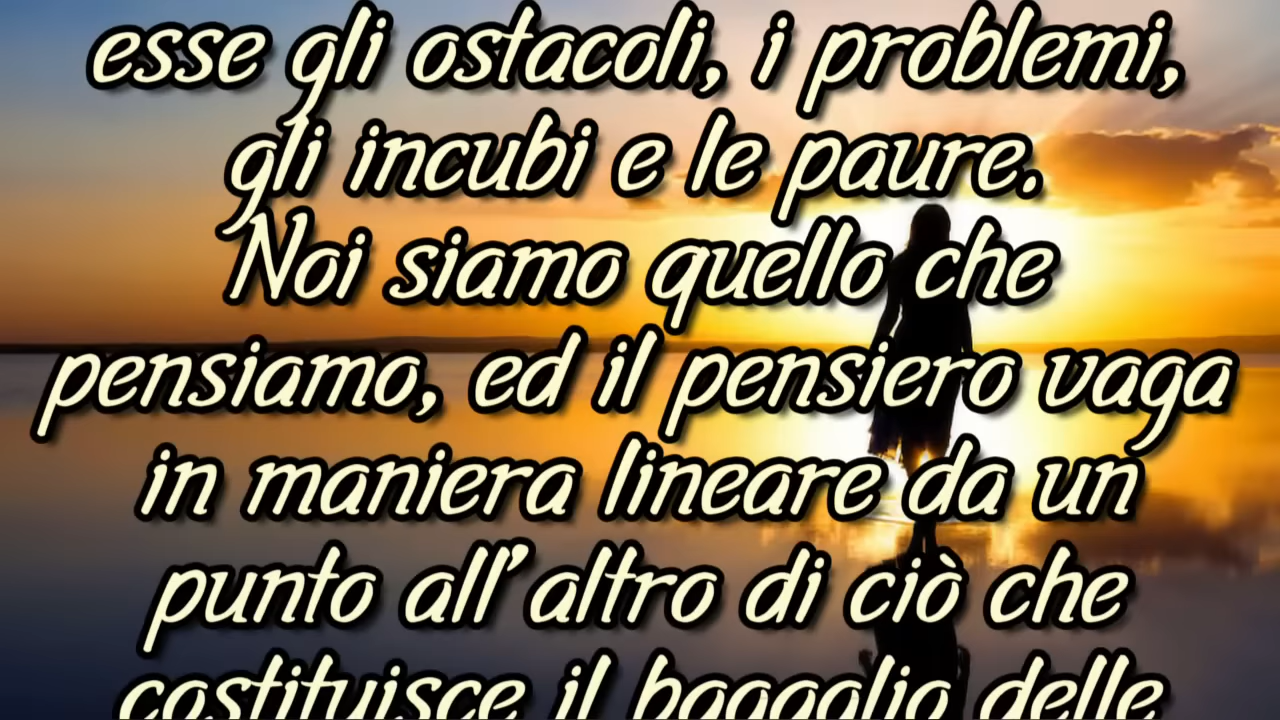 esse gli ostacoli, i problemi,
gli incubi e le paure.
Noi siamo quello che
pensiamo, ed il pensiero vaga
in maniera lineare da un
punto all'altro di ciò che
costituisce il bagaglio delle